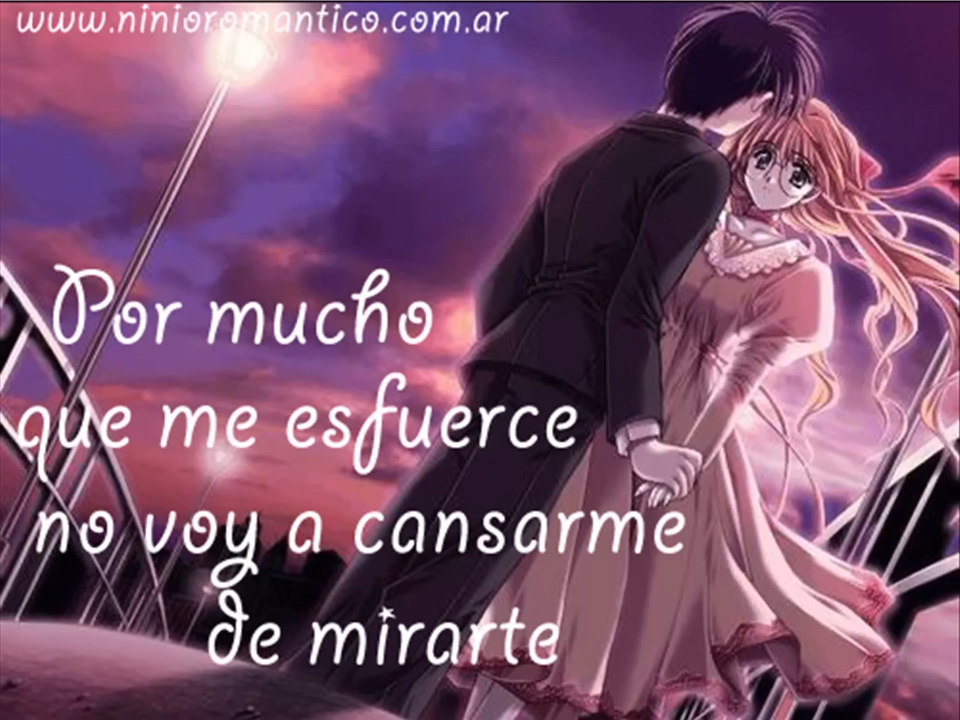 www.ninioromantico.com.ar
Por mucho
que me esfuerce
no voy a cansarme
de mirarte